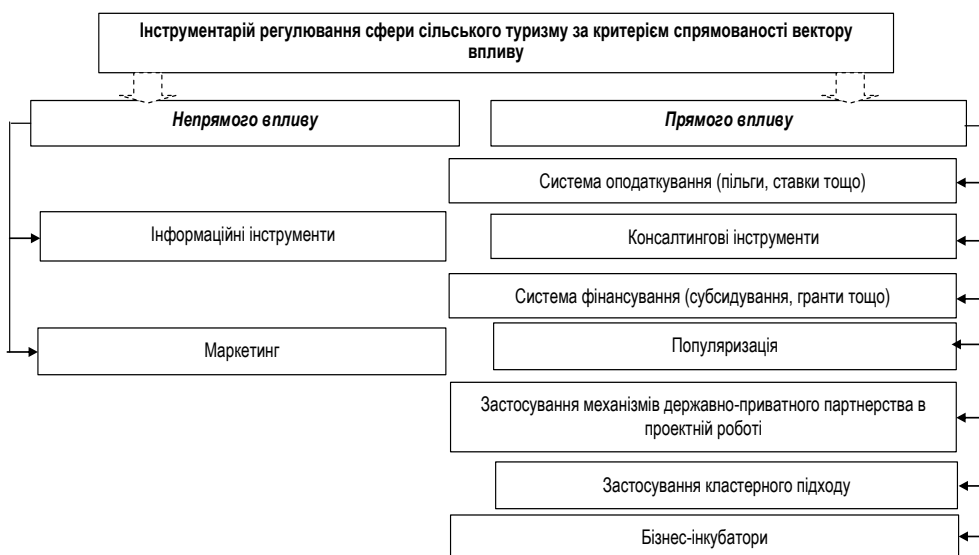 Інструментарій регулювання сфери сільського туризму за критерієм спрямованості вектору
впливу
Непрямого впливу
Прямого впливу
Система оподаткування (пільги, ставки тощо)
Інформаційні інструменти
Консалтингові інструменти
Система фінансування (субсидування, гранти тощо)
Маркетинг
Популяризація
Застосування механізмів державно-приватного партнерства в
проектній роботі
Застосування кластерного підходу
Бізнес-інкубатори